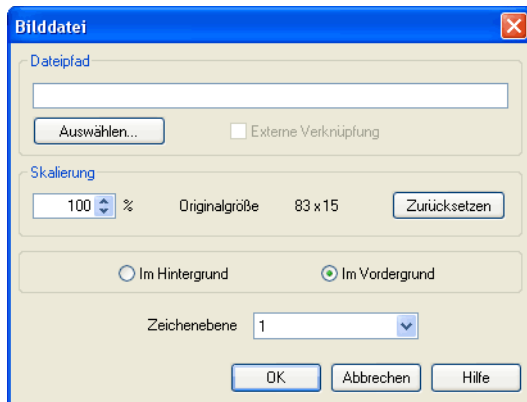 Bilddatei
Dateipfad
Auswählen...
Externe Verknüpfung
Skalierung
100 % Originalgröße 83 x 15 Zurücksetzen
Im Hintergrund Im Vordergrund
Zeichenebene 1
OK Abbrechen Hilfe